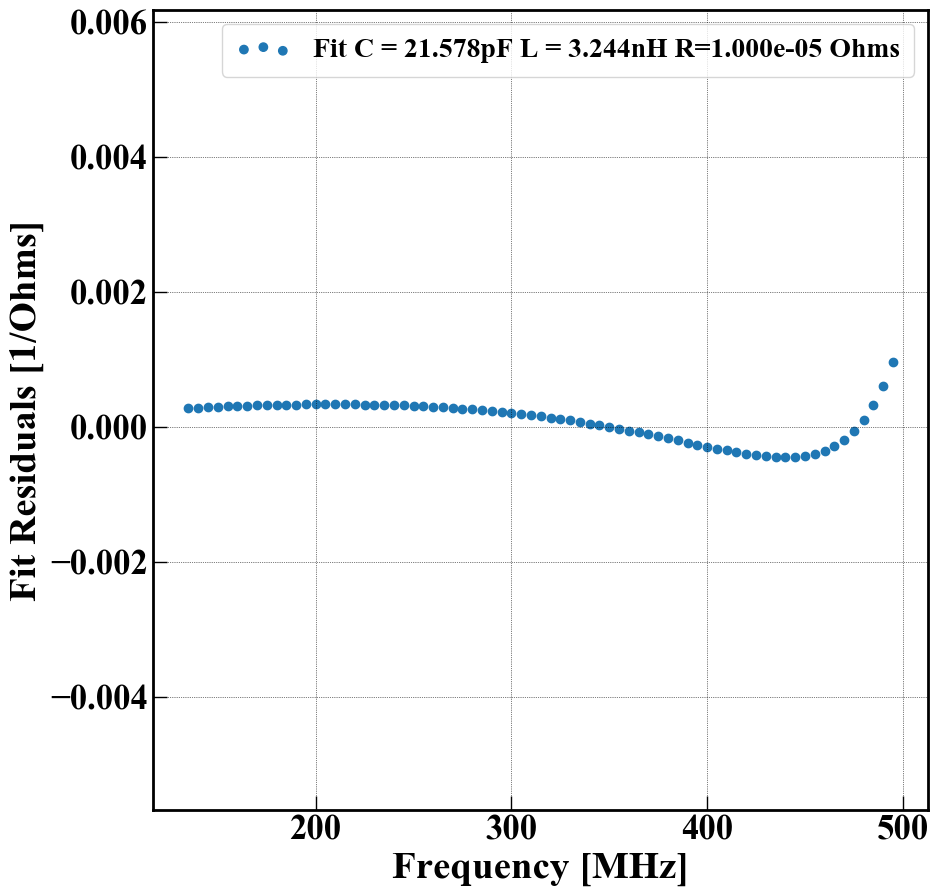 Fit C = 21.578pF L = 3.244nH R=1.000e-05 Ohms
0.006
0.004
0.002
0.000
−0.002
−0.004
Fit Residuals [1/Ohms]
200 300 400 500
Frequency [MHz]